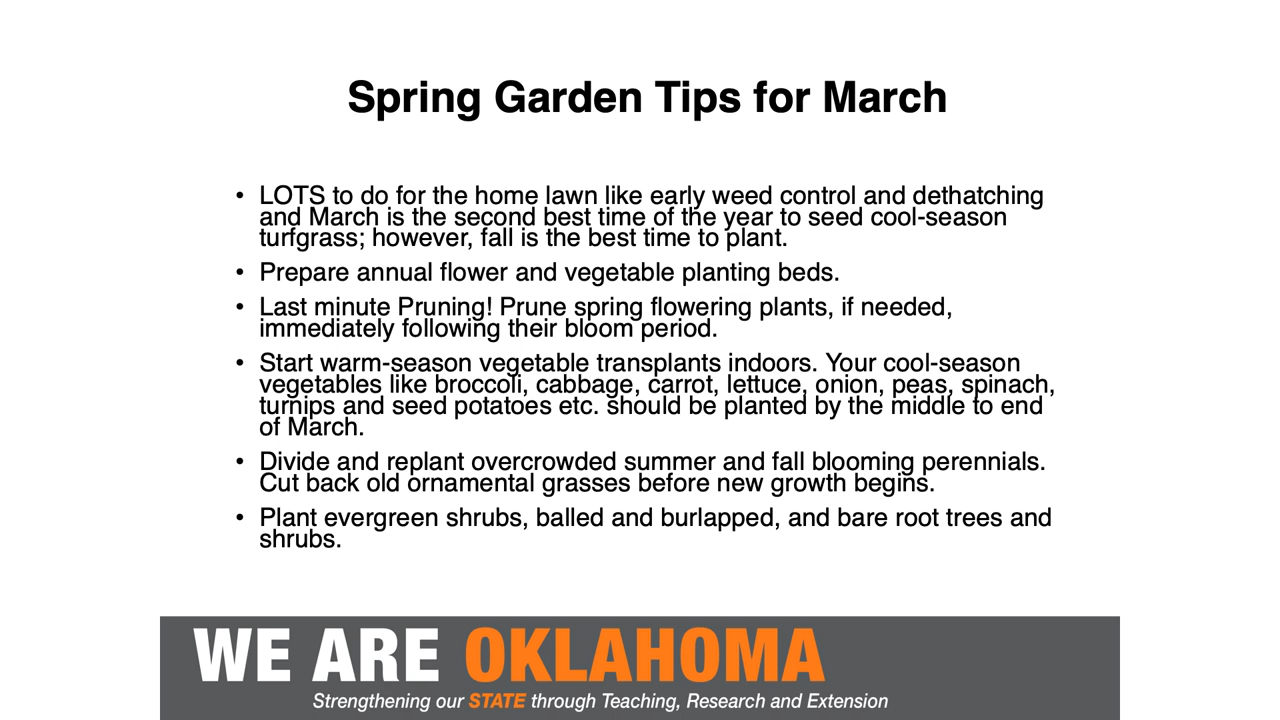 Spring Garden Tips for March
• LOTS to do for the home lawn like early weed control and dethatching
and March is the second best time of the year to seed cool-season
turfgrass; however, fall is the best time to plant.
• Prepare annual flower and vegetable planting beds.
• Last minute Pruning! Prune spring flowering plants, if needed,
immediately following their bloom period.
• Start warm-season vegetable transplants indoors. Your cool-season
vegetables like broccoli, cabbage, carrot, lettuce, onion, peas, spinach,
turnips and seed potatoes etc. should be planted by the middle to end
of March.
• Divide and replant overcrowded summer and fall blooming perennials.
Cut back old ornamental grasses before new growth begins.
• Plant evergreen shrubs, balled and burlapped, and bare root trees and
shrubs.
WE ARE OKLAHOMA
Strengthening our STATE through Teaching, Research and Extension